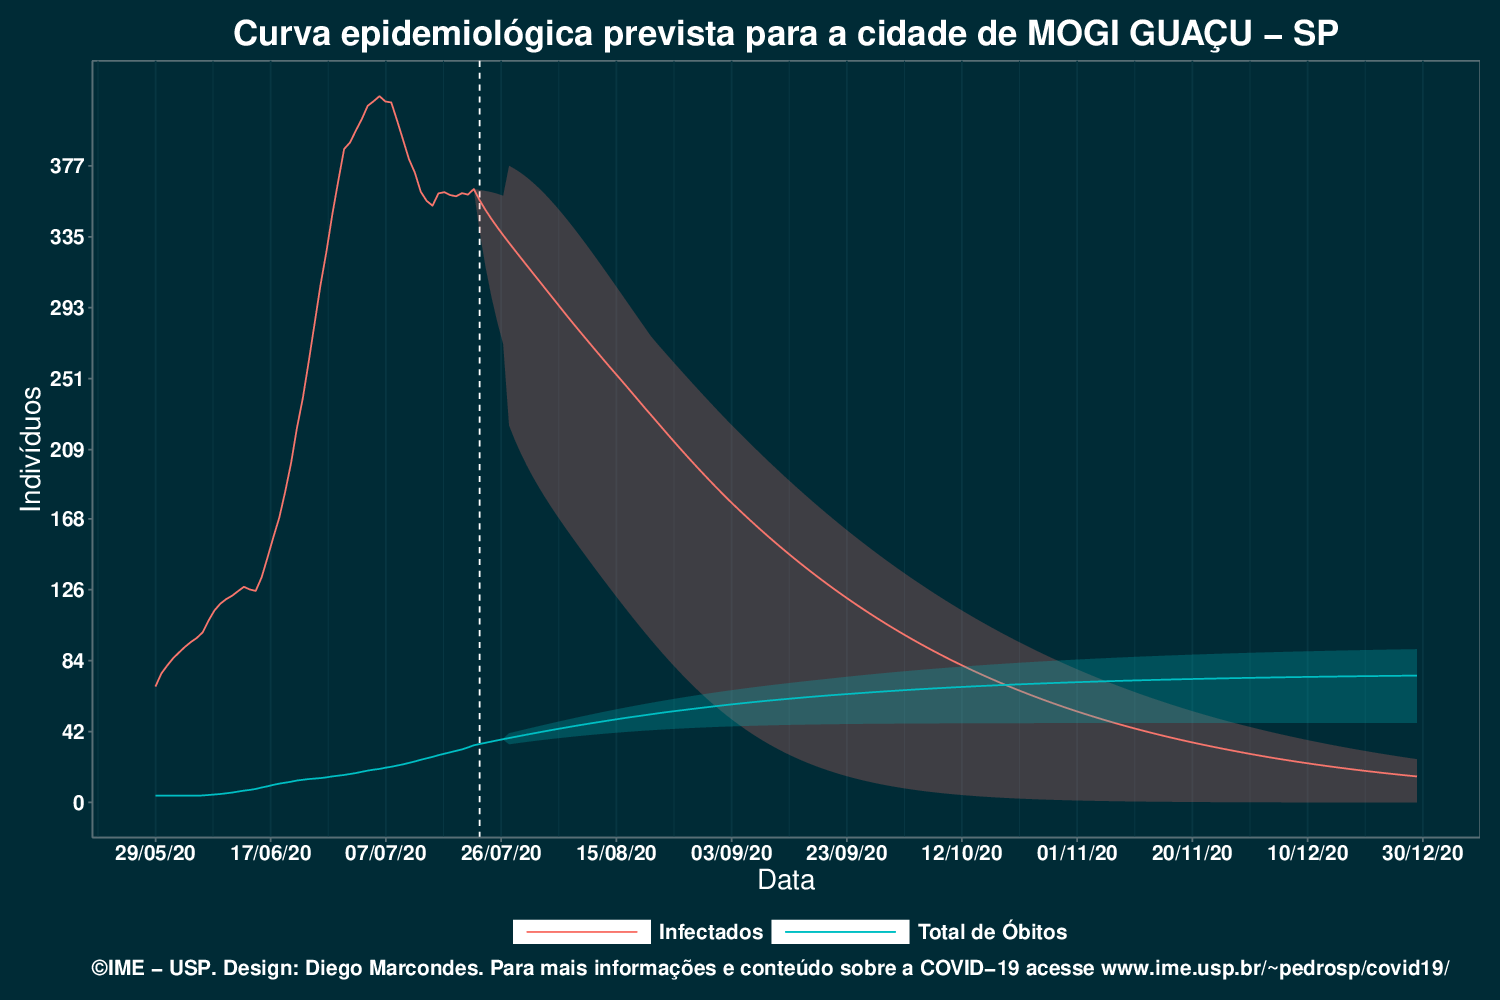 Curva epidemiológica prevista para a cidade de MOGI GUAÇU – SP
Indivíduos
377
335
293
251
209
168
126
84
42
0
29/05/20 17/06/20 07/07/20 26/07/20 15/08/20 03/09/20 23/09/20 12/10/20 01/11/20 20/11/20 10/12/20 30/12/20
Data
Infectados Total de Óbitos
©IME – USP. Design: Diego Marcondes. Para mais informações e conteúdo sobre a COVID–19 acesse www.ime.usp.br/~pedrosp/covid19/